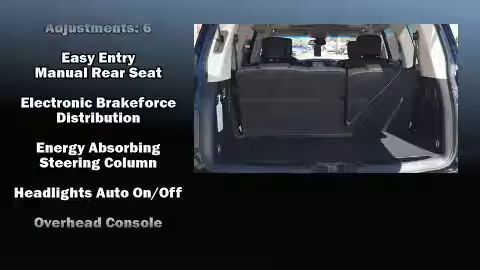 Adjustments: 6
Easy Entry
Manual Rear Seat
Electronic Brakeforce
Distribution
Energy Absorbing
Steering Column
Headlights Auto On/Off
Overhead Console